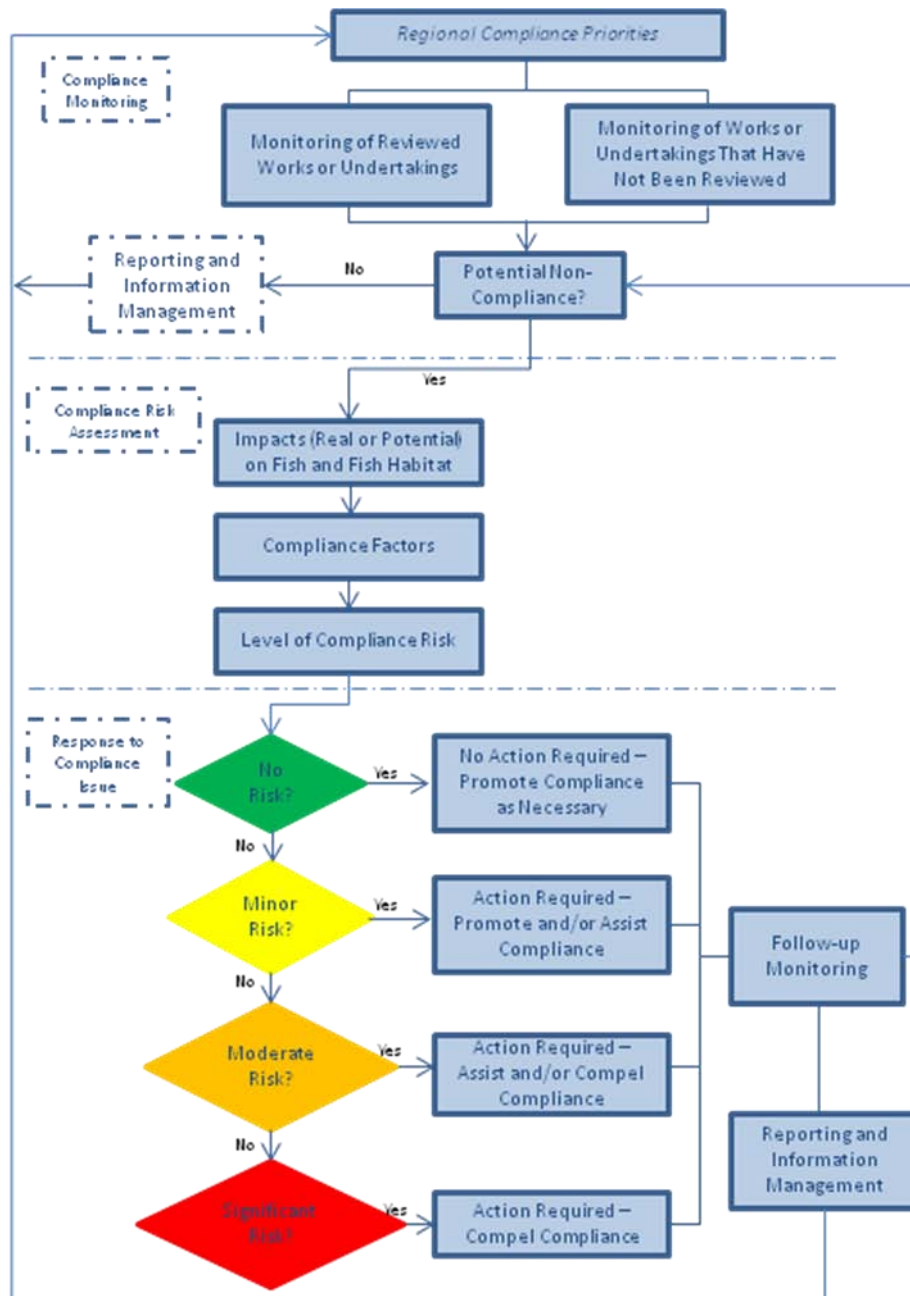 Regional Compliance Priorities
Compliance
Monitoring
Monitoring of Reviewed
Works or Undertakings
Monitoring of Works or
Undertakings That Have
Not Been Reviewed
Reporting and
Information
Management
No
Potential Non-
Compliance?
Yes
Compliance Risk
Assessment
Impacts (Real or Potential)
on Fish and Fish Habitat
Compliance Factors
Level of Compliance Risk
Response to
Compliance
Issue
No
Risk?
Yes
No Action Required –
Promote Compliance
as Necessary
No
Minor
Risk?
Yes
Action Required –
Promote and/or Assist
Compliance
Follow-up
Monitoring
No
Moderate
Risk?
Yes
Action Required –
Assist and/or Compel
Compliance
Reporting and
Information
Management
No
Significant
Risk?
Yes
Action Required –
Compel Compliance